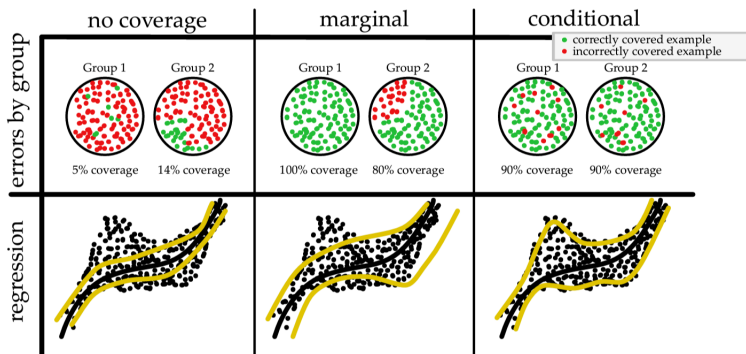 no coverage
marginal
conditional
correctly covered example
incorrectly covered example
errors by group
Group 1
Group 2
Group 1
Group 2
Group 1
Group 2
5% coverage
14% coverage
100% coverage
80% coverage
90% coverage
90% coverage
regression